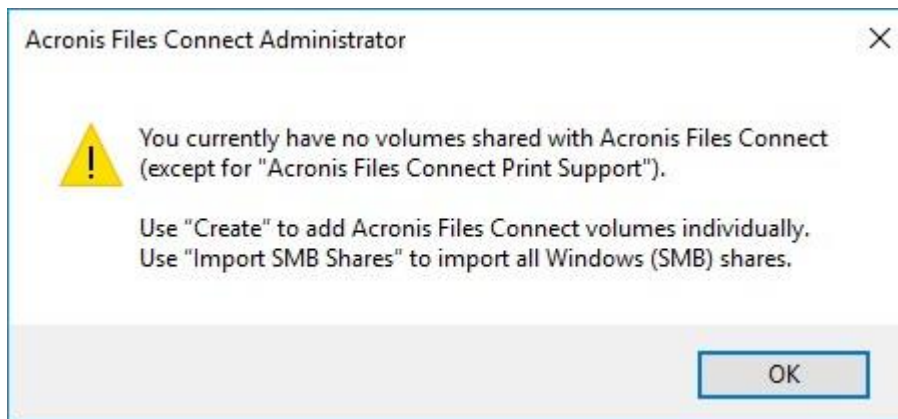 Acronis Files Connect Administrator
You currently have no volumes shared with Acronis Files Connect
(except for "Acronis Files Connect Print Support").
Use "Create" to add Acronis Files Connect volumes individually.
Use "Import SMB Shares" to import all Windows (SMB) shares.
OK